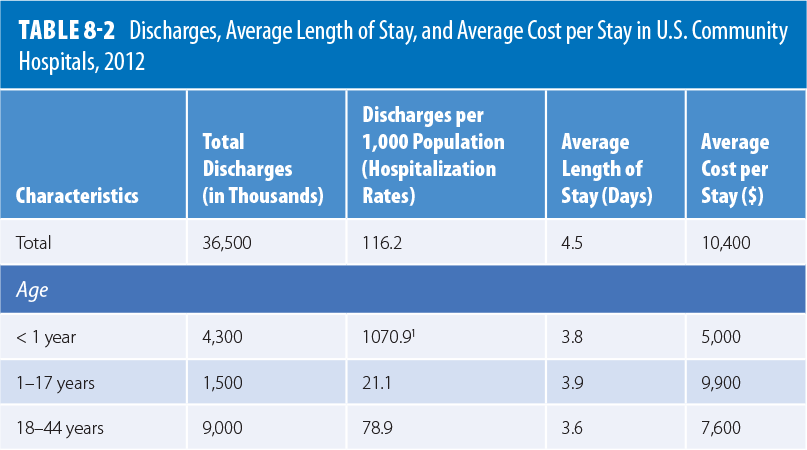 TABLE 8-2 Discharges, Average Length of Stay, and Average Cost per Stay in U.S. Community
Hospitals, 2012
Characteristics
Total
Discharges
(in Thousands)
Discharges per
1,000 Population
(Hospitalization
Rates)
Average
Length of
Stay (Days)
Average
Cost per
Stay ($)
Total 36,500 116.2 4.5 10,400
Age
< 1 year 4,300 1070.9¹ 3.8 5,000
1–17 years 1,500 21.1 3.9 9,900
18–44 years 9,000 78.9 3.6 7,600